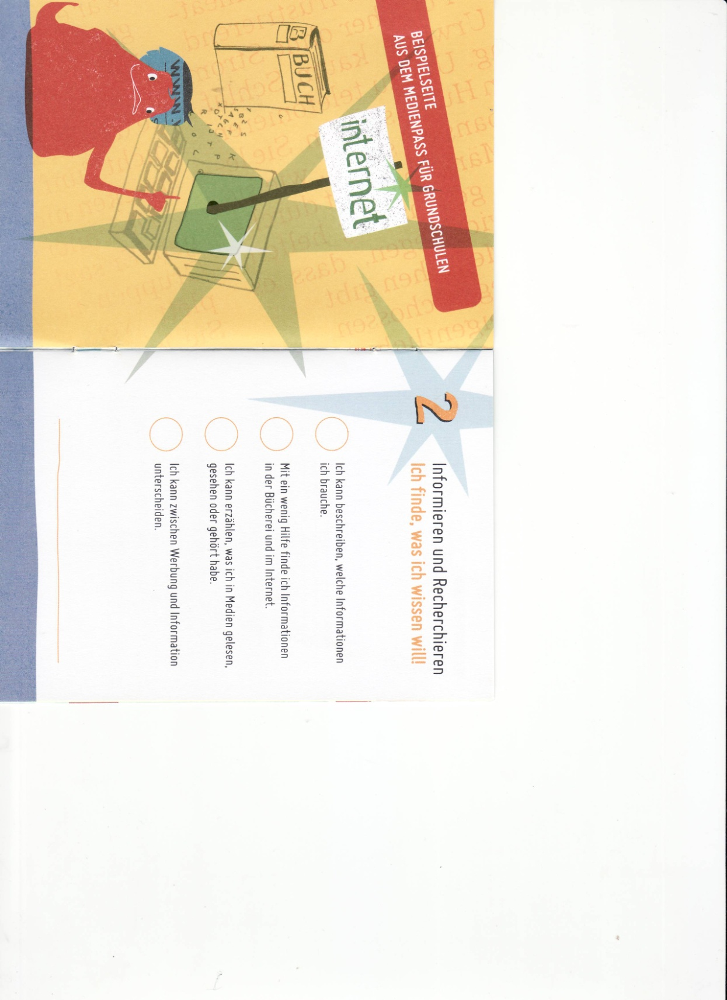 BEISPIELSEITE
AUS DEM MEDIENPASS FÜR GRUNDSCHULEN
internet
B
BUCH
WWW.
2
Informieren und Recherchieren
Ich finde, was ich wissen will!
Ich kann beschreiben, welche Informationen
ich brauche.
Mit ein wenig Hilfe finde ich Informationen
in der Bücherei und im Internet.
Ich kann erzählen, was ich in Medien gelesen,
gesehen oder gehört habe.
Ich kann zwischen Werbung und Information
unterscheiden.